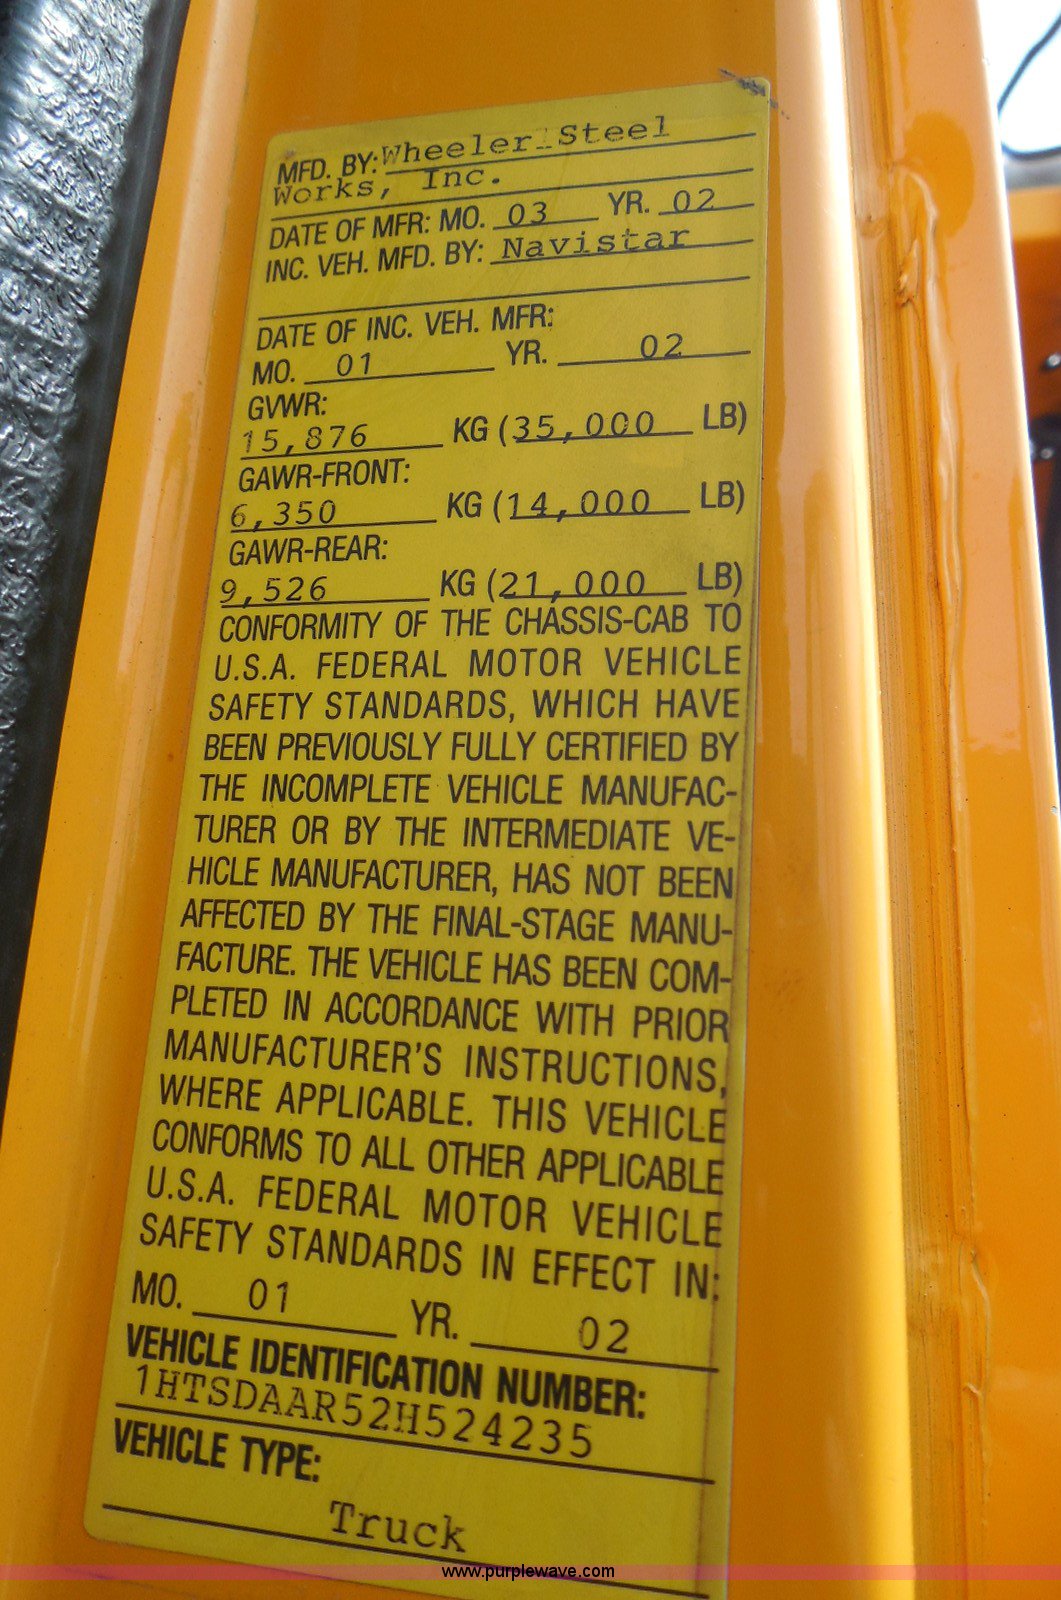 MFD. BY: Wheeler Steel
Works, Inc.
DATE OF MFR: MO. 03 YR. 02
INC. VEH. MFD. BY: Navistar
DATE OF INC. VEH. MFR:
MO. 01 YR. 02
GVWR:
15,876 KG (35,000 LB)
GAWR-FRONT:
6,350 KG (14,000 LB)
GAWR-REAR:
9,526 KG (21,000 LB)
CONFORMITY OF THE CHASSIS-CAB TO
U.S.A. FEDERAL MOTOR VEHICLE
SAFETY STANDARDS, WHICH HAVE
BEEN PREVIOUSLY FULLY CERTIFIED BY
THE INCOMPLETE VEHICLE MANUFAC-
TURER OR BY THE INTERMEDIATE VE-
HICLE MANUFACTURER, HAS NOT BEEN
AFFECTED BY THE FINAL-STAGE MANU-
FACTURE. THE VEHICLE HAS BEEN COM-
PLETED IN ACCORDANCE WITH PRIOR
MANUFACTURER'S INSTRUCTIONS,
WHERE APPLICABLE. THIS VEHICLE
CONFORMS TO ALL OTHER APPLICABLE
U.S.A. FEDERAL MOTOR VEHICLE
SAFETY STANDARDS IN EFFECT IN:
MO. 01 YR. 02
VEHICLE IDENTIFICATION NUMBER:
1HTSDAAR52H524235
VEHICLE TYPE:
Truck
www.purplewave.com